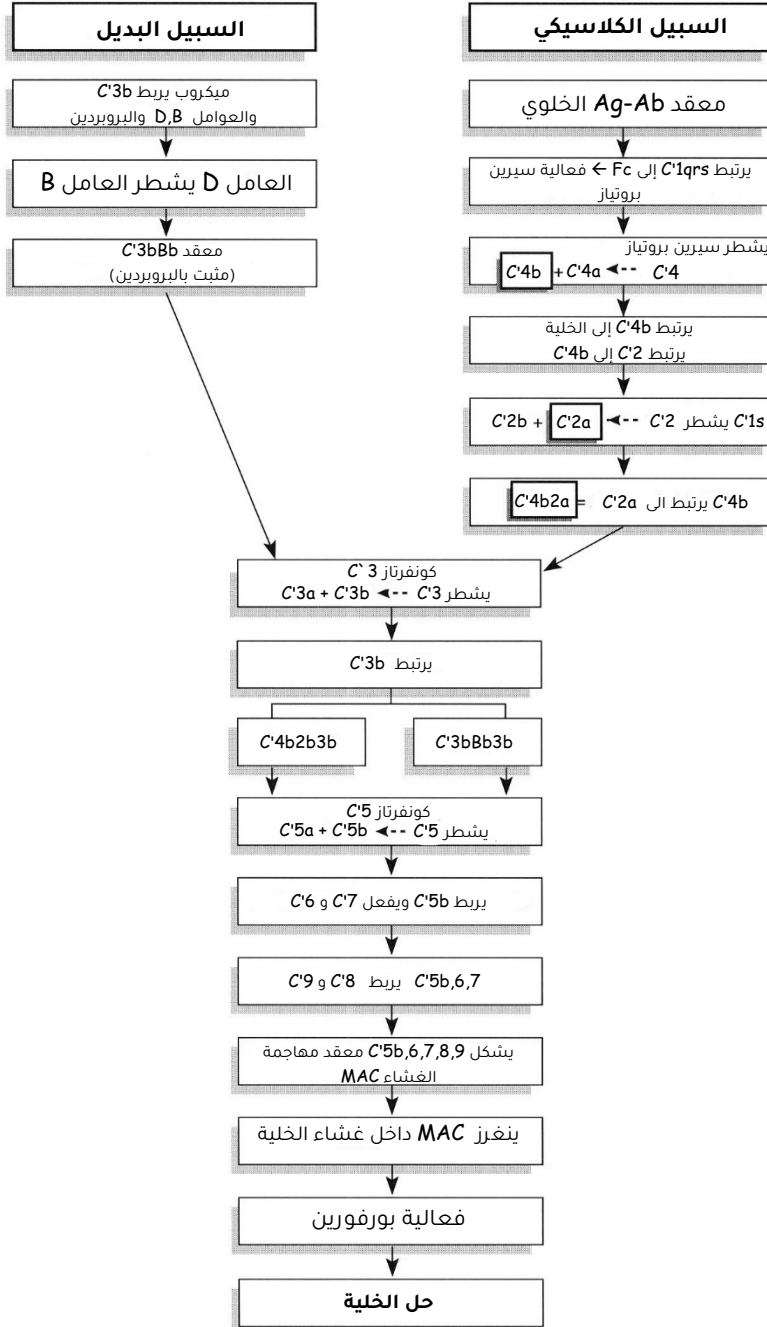 السبيل الكلاسيكي
معقد Ag-Ab الخلوي
يرتبط C'1qrs إلى Fc ← فعالية سيرين
بروتياز
يشطر سيرين بروتياز
C'4 ⇠ C'4a + C'4b
يرتبط C'4b إلى الخلية
يرتبط C'2 إلى C'4b
C'1s يشطر C'2 ⇠ C'2a + C'2b
C'4b يرتبط الى C'2a = C'4b2a
السبيل البديل
ميكروب يربط C'3b
والعوامل D,B والبروبردين
العامل D يشطر العامل B
معقد C'3bBb
(مثبت بالبروبردين)
كونفرتاز C`3
يشطر C'3 ⇠ C'3a + C'3b
يرتبط C'3b
C'3bBb3b
C'4b2b3b
كونفرتاز C'5
يشطر C'5 ⇠ C'5a + C'5b
يربط C'5b ويفعل C'7 و C'6
C'5b,6,7 يربط C'8 و C'9
يشكل C'5b,6,7,8,9 معقد مهاجمة
الغشاء MAC
ينغرز MAC داخل غشاء الخلية
فعالية بورفورين
حل الخلية